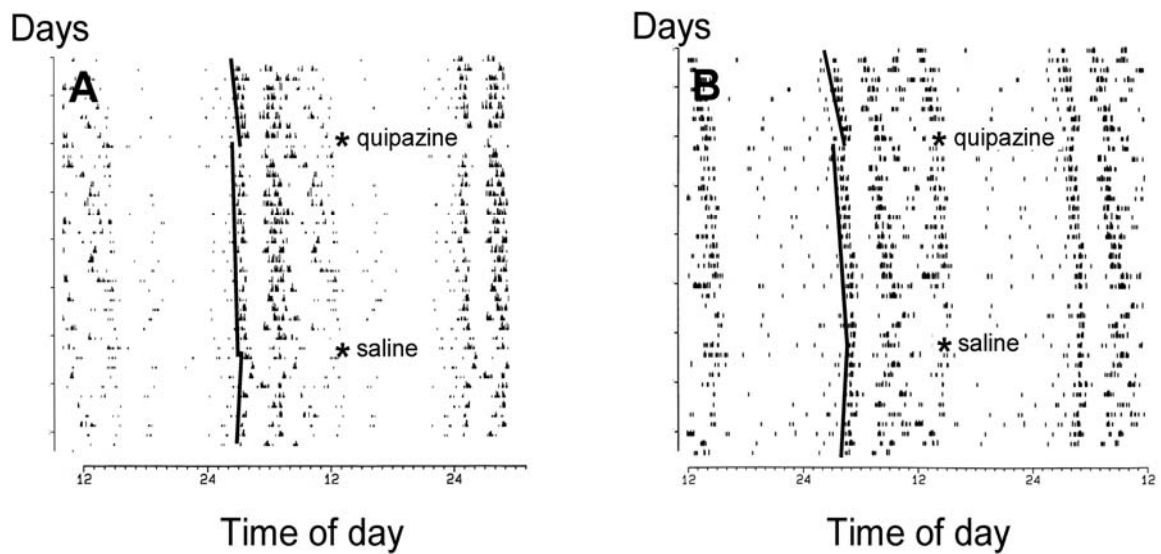 Days
A
* quipazine
* saline
12 24 12 24
Time of day
Days
B
* quipazine
* saline
12 24 12 24 12
Time of day